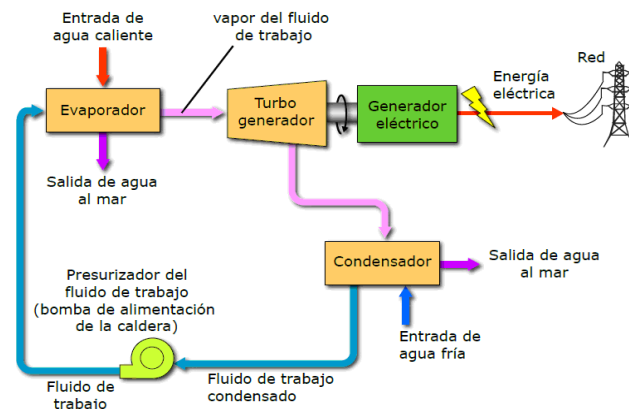 Entrada de
agua caliente
vapor del fluido
de trabajo
Red
Energía
eléctrica
Evaporador
Turbo
generador
Generador
eléctrico
Salida de agua
al mar
Condensador
Salida de agua
al mar
Presurizador del
fluido de trabajo
(bomba de alimentación
de la caldera)
Entrada de
agua fría
Fluido de
trabajo
Fluido de trabajo
condensado